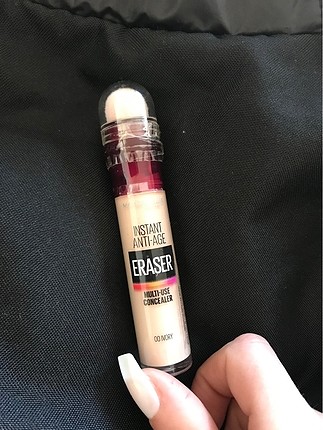 INSTANT
ANTI-AGE
ERASER
MULTI-USE
CONCEALER
00 IVORY